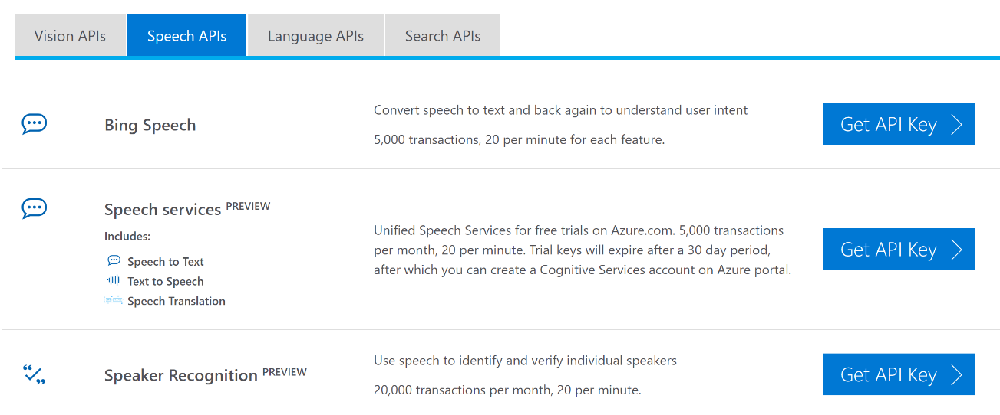 Vision APIs
Speech APIs
Language APIs
Search APIs
Bing Speech
Convert speech to text and back again to understand user intent
5,000 transactions, 20 per minute for each feature.
Get API Key
Speech services PREVIEW
Includes:
Speech to Text
Text to Speech
Speech Translation
Unified Speech Services for free trials on Azure.com. 5,000 transactions
per month, 20 per minute. Trial keys will expire after a 30 day period,
after which you can create a Cognitive Services account on Azure portal.
Get API Key
Speaker Recognition PREVIEW
Use speech to identify and verify individual speakers
20,000 transactions per month, 20 per minute.
Get API Key